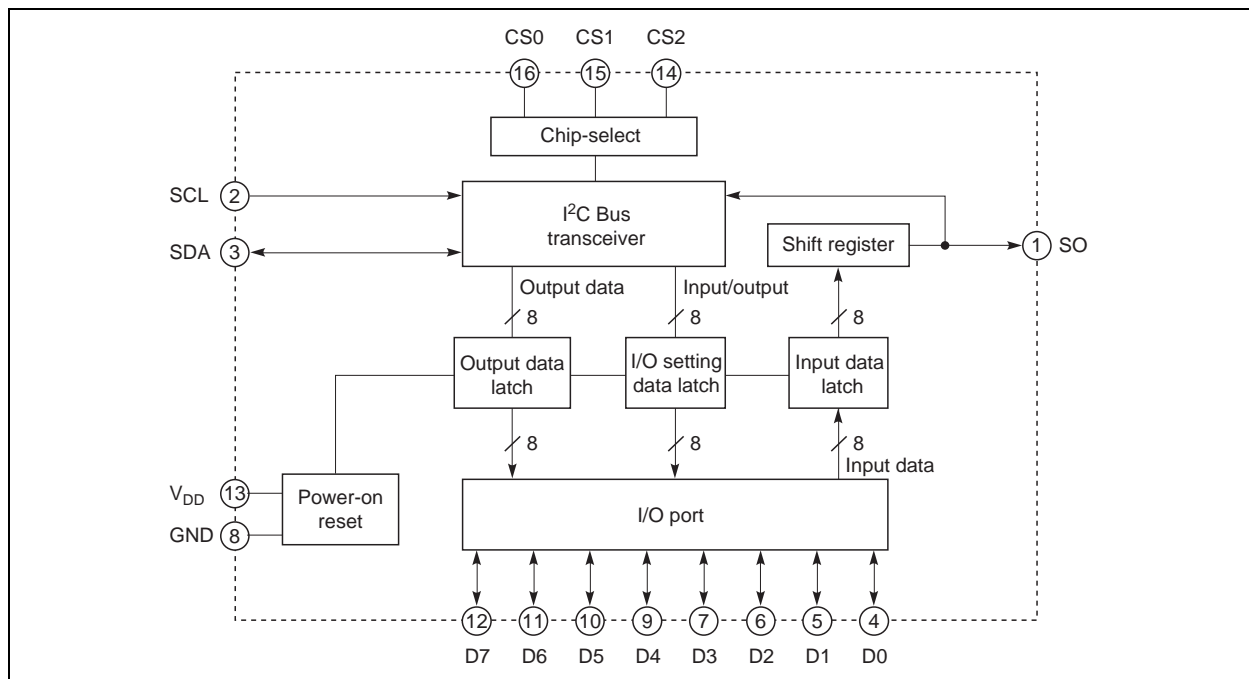 CS0 CS1 CS2
16 15 14
Chip-select
SCL 2
I²C Bus
transceiver
SDA 3
Shift register
1 SO
Output data
Input/output
8 8 8
Output data
latch
I/O setting
data latch
Input data
latch
8 8 8
Input data
VDD 13
GND 8
Power-on
reset
I/O port
12 11 10 9 7 6 5 4
D7 D6 D5 D4 D3 D2 D1 D0